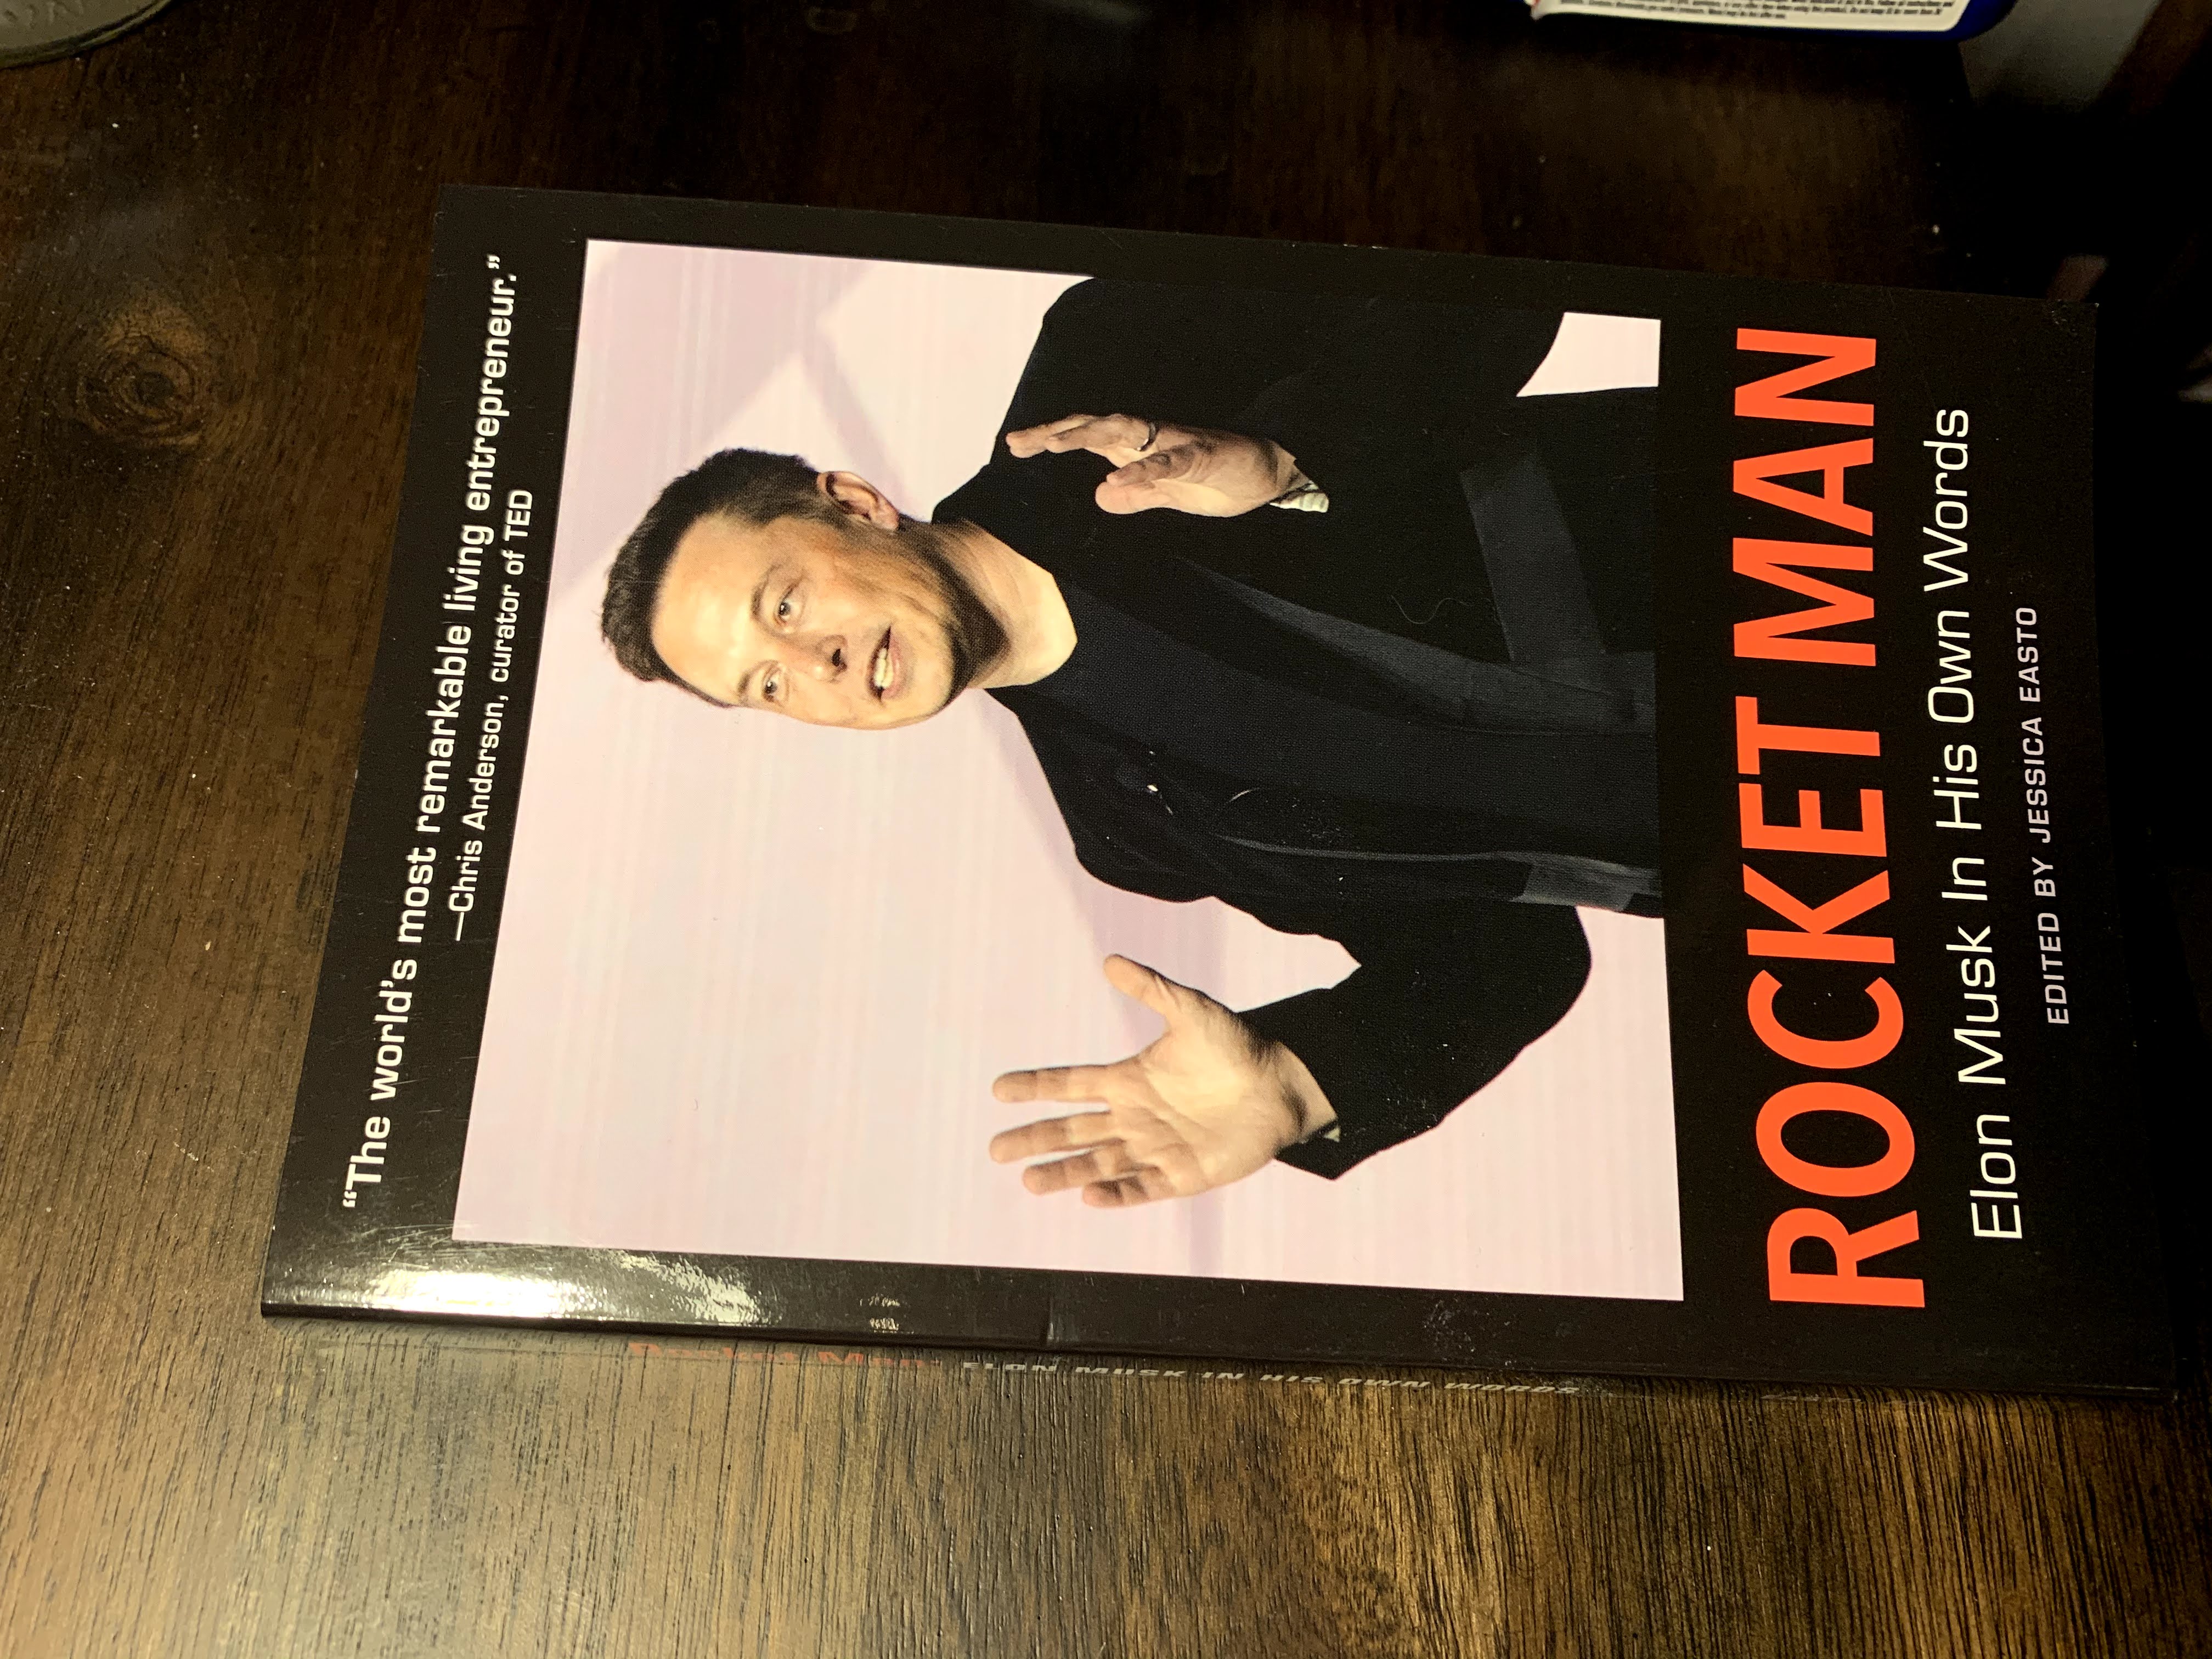 “The world’s most remarkable living entrepreneur.”
—Chris Anderson, curator of TED
ROCKET MAN
Elon Musk In His Own Words
EDITED BY JESSICA EASTO